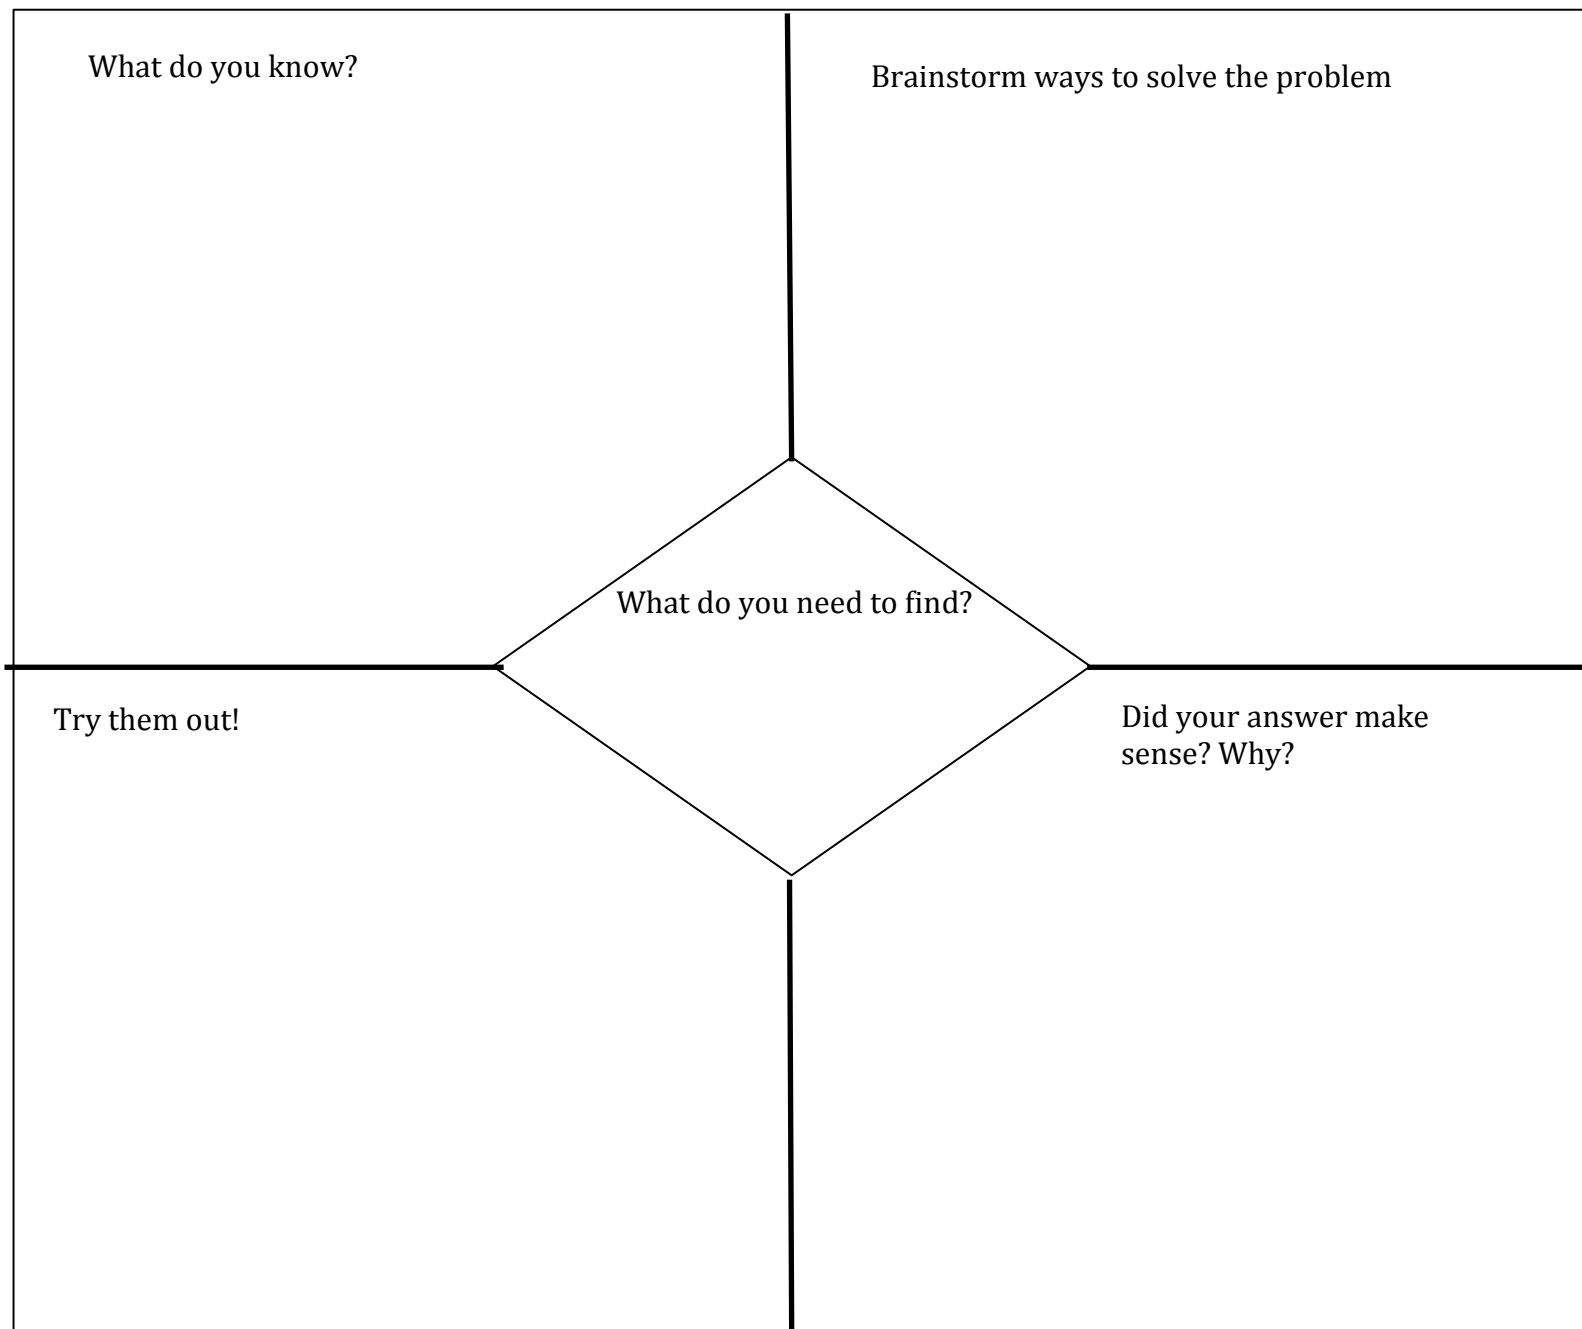 What do you know?
Brainstorm ways to solve the problem
What do you need to find?
Try them out!
Did your answer make
sense? Why?